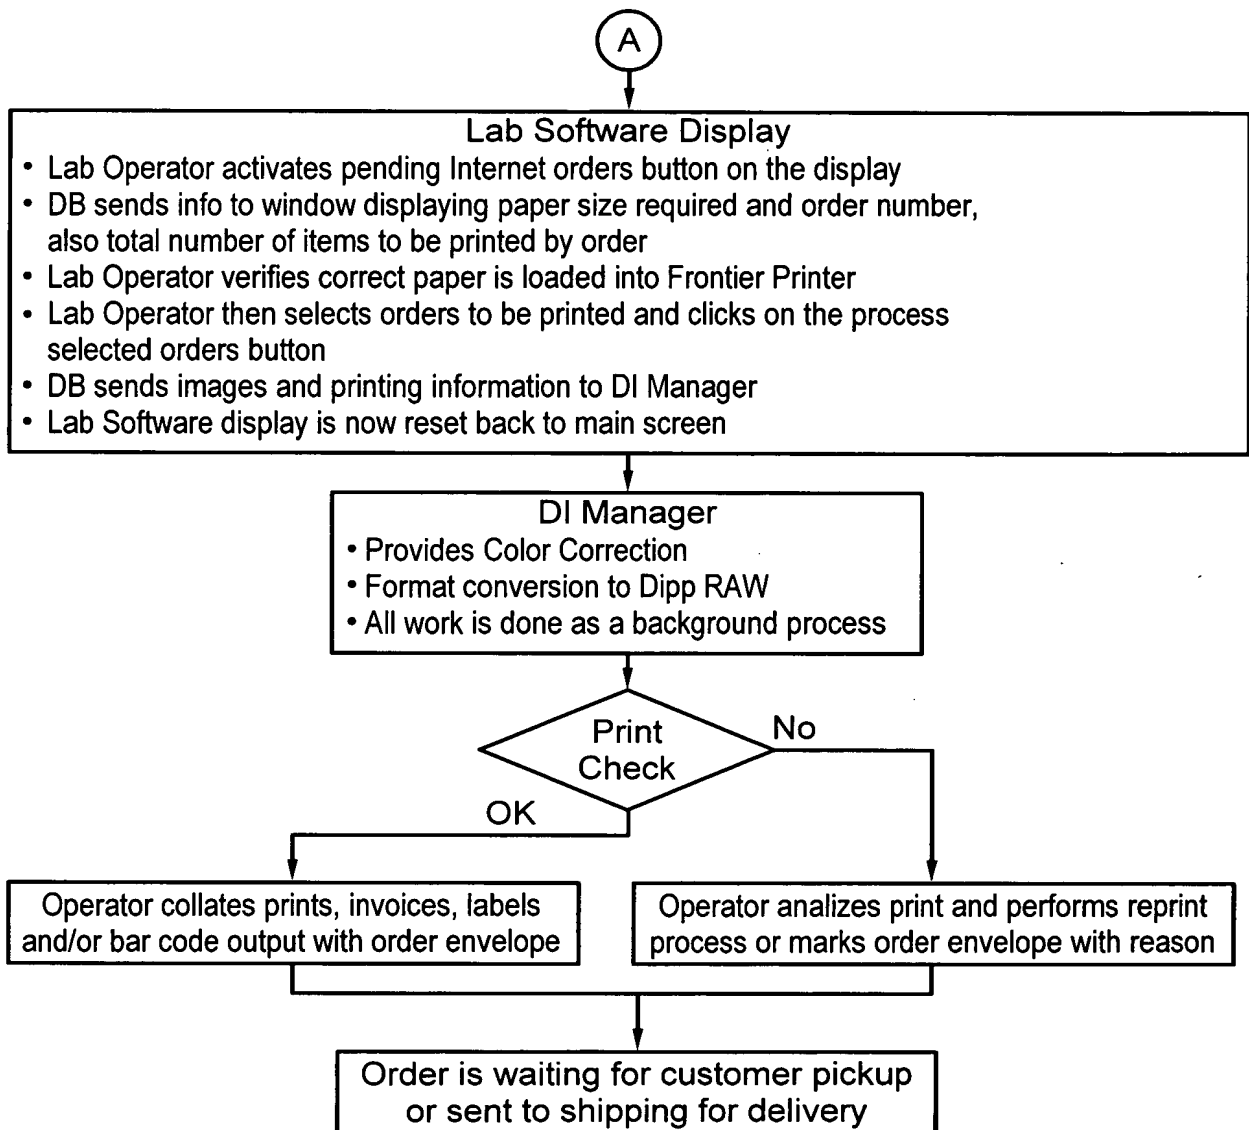 A
Lab Software Display
• Lab Operator activates pending Internet orders button on the display
• DB sends info to window displaying paper size required and order number,
also total number of items to be printed by order
• Lab Operator verifies correct paper is loaded into Frontier Printer
• Lab Operator then selects orders to be printed and clicks on the process
selected orders button
• DB sends images and printing information to DI Manager
• Lab Software display is now reset back to main screen
DI Manager
• Provides Color Correction
• Format conversion to Dipp RAW
• All work is done as a background process
Print
Check
No
OK
Operator collates prints, invoices, labels
and/or bar code output with order envelope
Operator analizes print and performs reprint
process or marks order envelope with reason
Order is waiting for customer pickup
or sent to shipping for delivery